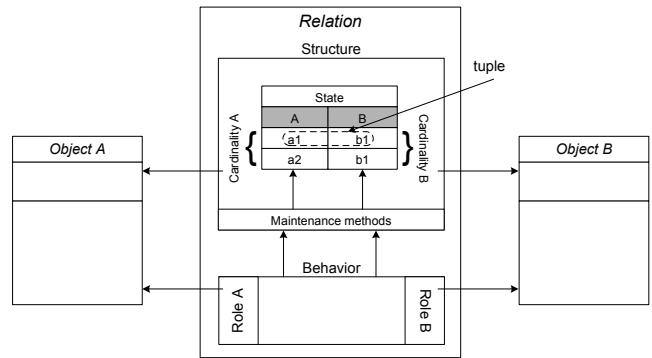 Relation
Structure
tuple
State
A B
Cardinality A
a1 b1
Cardinality B
a2 b1
Object A
Object B
Maintenance methods
Behavior
Role A
Role B